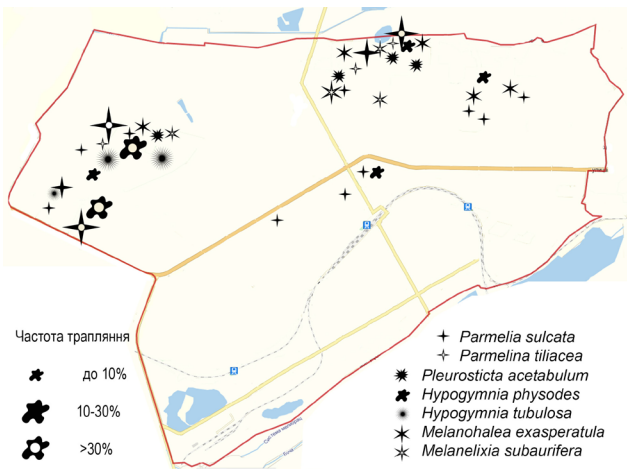 Частота трапляння
до 10%
10-30%
>30%
Parmelia sulcata
Parmelina tiliacea
Pleurosticta acetabulum
Hypogymnia physodes
Hypogymnia tubulosa
Melanohalea exasperatula
Melanelixia subaurifera